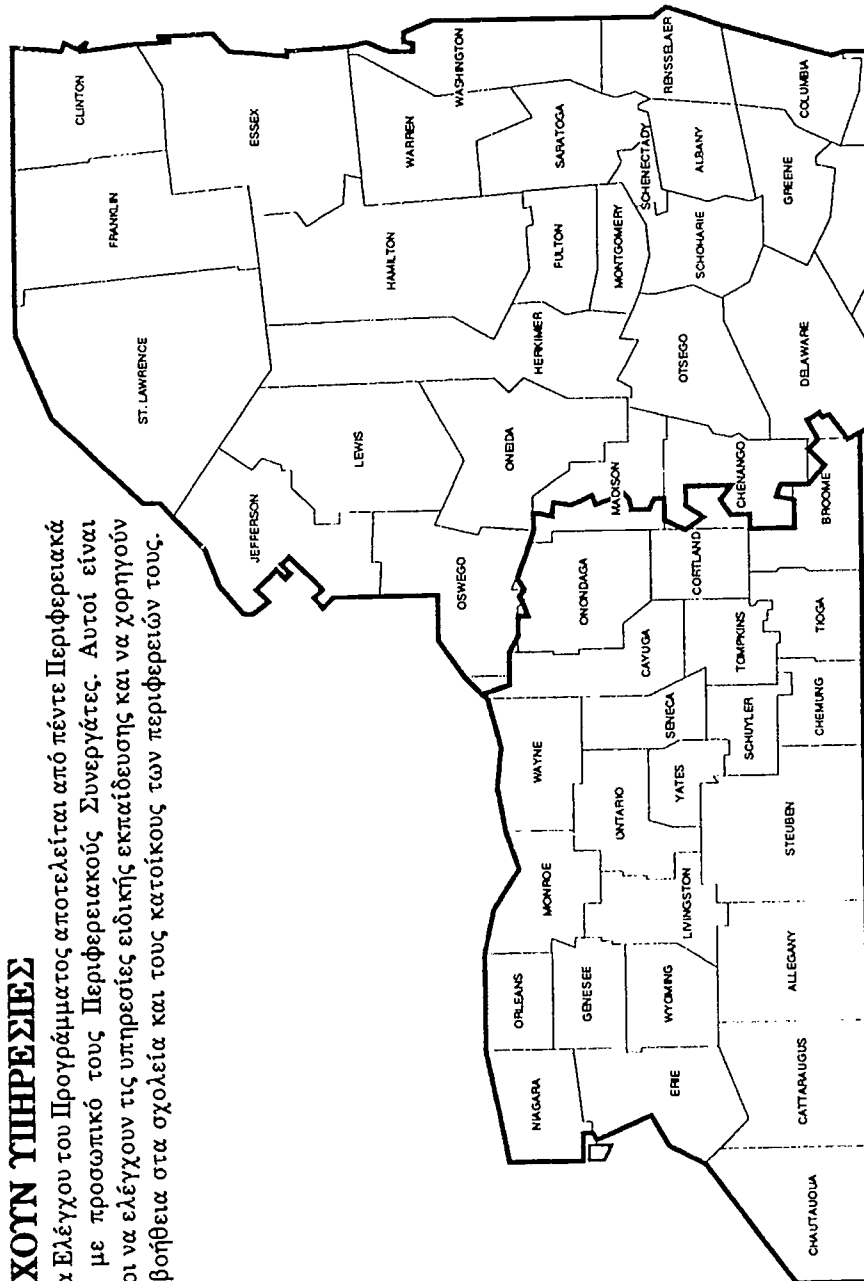 ΧΟΥΝ ΥΠΗΡΕΣΙΕΣ
α Ελέγχου του Προγράμματος αποτελείται από πέντε Περιφερειακά
με προσωπικό τους Περιφερειακούς Συνεργάτες. Αυτοί είναι
οι να ελέγχουν τις υπηρεσίες ειδικής εκπαίδευσης και να χορηγούν
βοήθεια στα σχολεία και τους κατοίκους των περιφερειών τους.
CLINTON
FRANKLIN
ST. LAWRENCE
ESSEX
JEFFERSON
LEWIS
HAMILTON
WARREN
WASHINGTON
OSWEGO
ONEIDA
HERKIMER
FULTON
SARATOGA
NIAGARA
ORLEANS
MONROE
WAYNE
ONONDAGA
MADISON
MONTGOMERY
SCHENECTADY
RENSSELAER
GENESEE
ONTARIO
CAYUGA
SENECA
ERIE
WYOMING
LIVINGSTON
YATES
CORTLAND
CHENANGO
OTSEGO
SCHOHARIE
ALBANY
SCHUYLER
TOMPKINS
GREENE
COLUMBIA
CHAUTAUQUA
CATTARAUGUS
ALLEGANY
STEUBEN
CHEMUNG
TIOGA
BROOME
DELAWARE